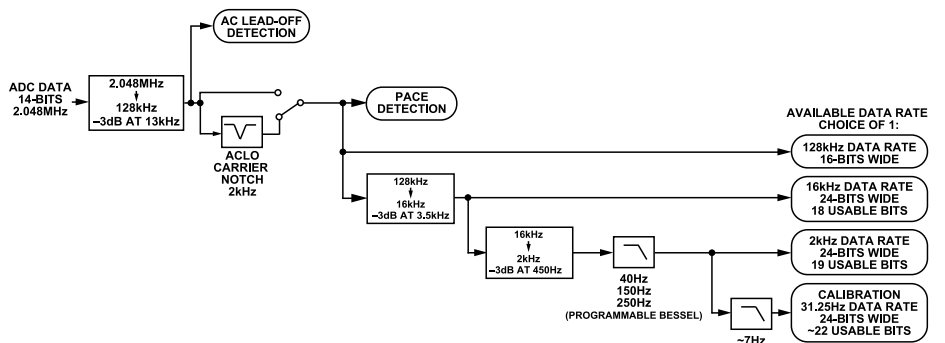 AC LEAD-OFF
DETECTION
ADC DATA
14-BITS
2.048MHz
2.048MHz
128kHz
–3dB AT 13kHz
ACLO
CARRIER
NOTCH
2kHz
PACE
DETECTION
AVAILABLE DATA RATE
CHOICE OF 1:
128kHz DATA RATE
16-BITS WIDE
128kHz
16kHz
–3dB AT 3.5kHz
16kHz DATA RATE
24-BITS WIDE
18 USABLE BITS
16kHz
2kHz
–3dB AT 450Hz
40Hz
150Hz
250Hz
(PROGRAMMABLE BESSEL)
2kHz DATA RATE
24-BITS WIDE
19 USABLE BITS
~7Hz
CALIBRATION
31.25Hz DATA RATE
24-BITS WIDE
~22 USABLE BITS